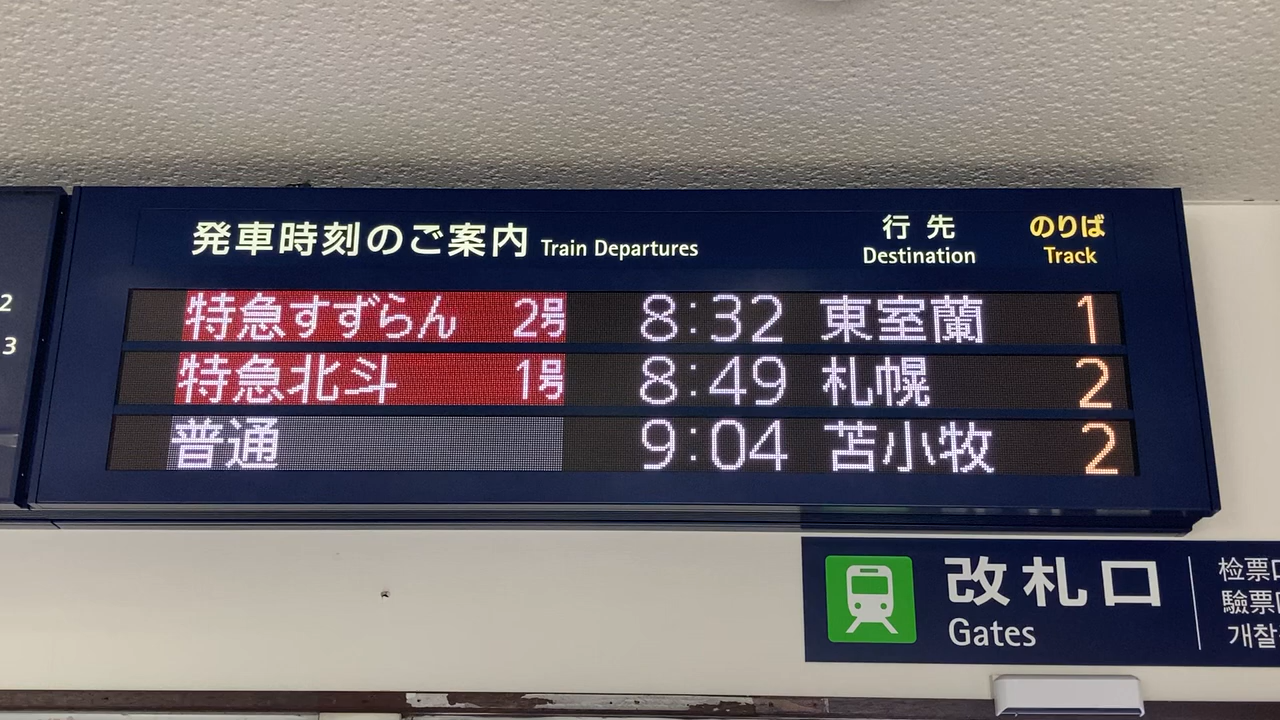 発車時刻のご案内 Train Departures 行先 のりば
Destination Track
特急すずらん 2号 8:32 東室蘭 1
特急北斗 1号 8:49 札幌 2
普通 9:04 苫小牧 2
2
3
改札口
Gates
检票
驗票
개찰